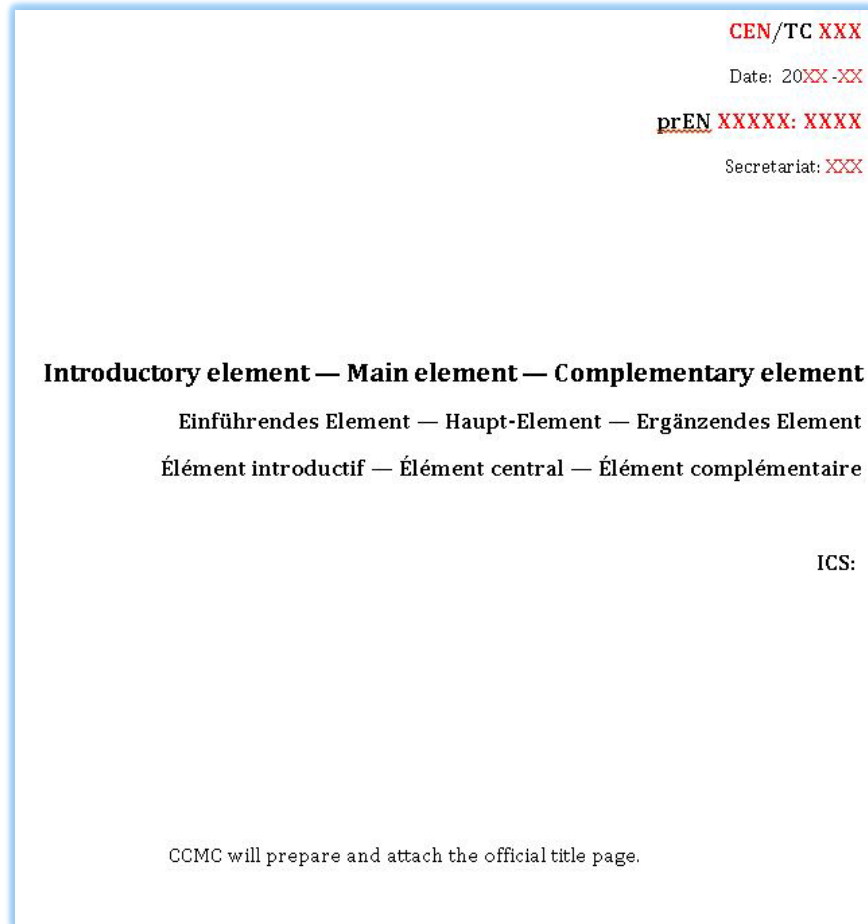 CEN/TC XXX
Date: 20XX -XX
prEN XXXXX: XXXX
Secretariat: XXX
Introductory element — Main element — Complementary element
Einführendes Element — Haupt-Element — Ergänzendes Element
Élément introductif — Élément central — Élément complémentaire
ICS:
CCMC will prepare and attach the official title page.